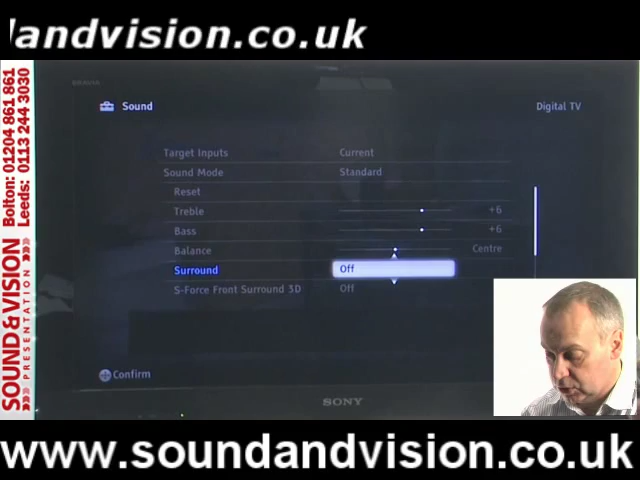 landvision.co.uk
Bolton: 01204 861 861
Leeds: 0113 244 3030
SOUND & VISION
PRESENTATION
BRAVIA
Sound
Digital TV
Target Inputs Current
Sound Mode Standard
Reset
Treble +6
Bass +6
Balance Centre
Surround Off
S-Force Front Surround 3D Off
Confirm
SONY
www.soundandvision.co.uk